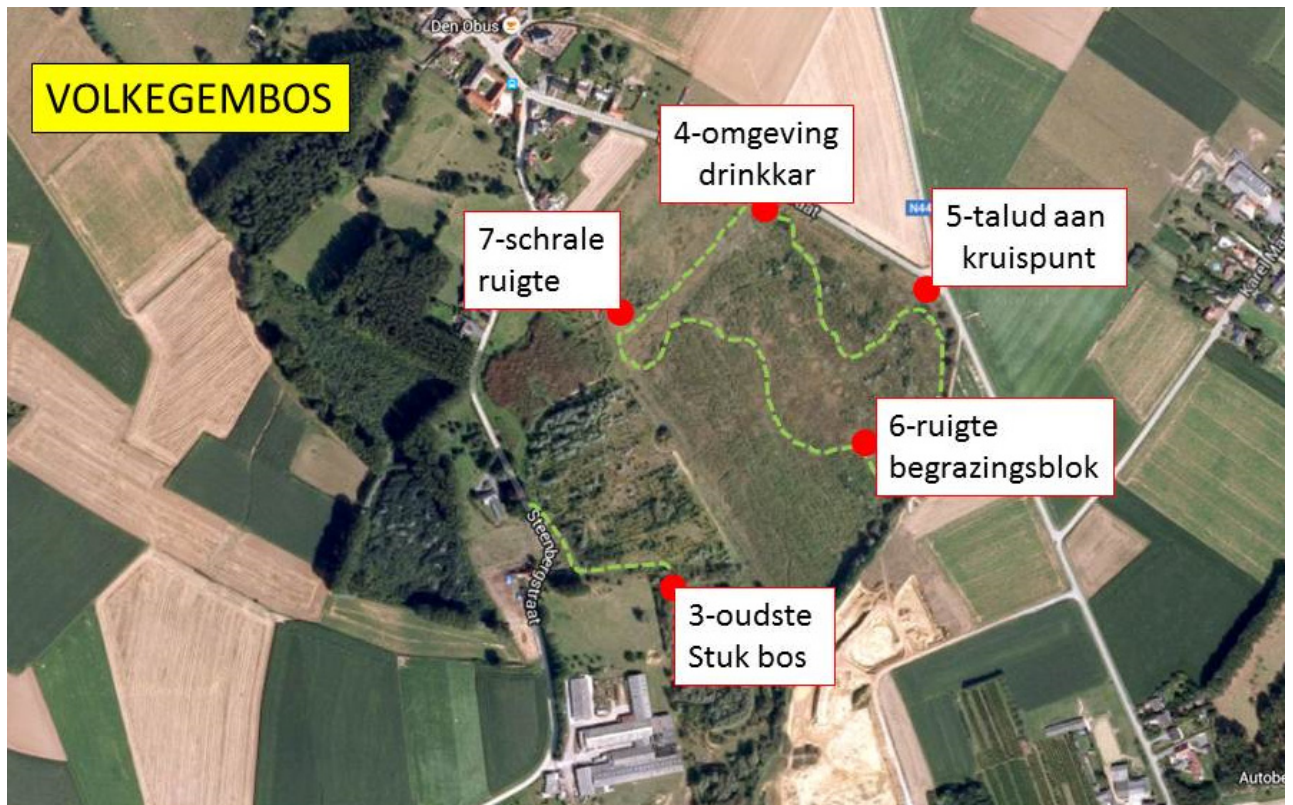 Den Obus
VOLKEGEMBOS
4-omgeving
drinkkar
N44
5-talud aan
kruispunt
7-schrale
ruigte
6-ruigte
begrazingsblok
Steenbergstraat
3-oudste
Stuk bos